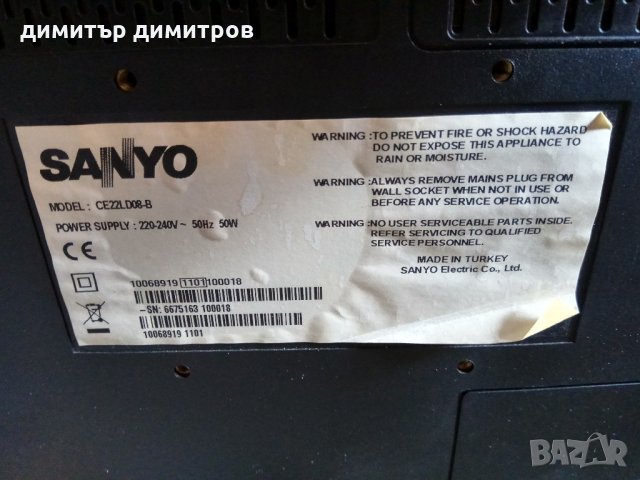 димитър димитров
SANYO
MODEL : CE22LD08-B
POWER SUPPLY : 220-240V ~ 50Hz 50W
CE
WARNING :TO PREVENT FIRE OR SHOCK HAZARD
DO NOT EXPOSE THIS APPLIANCE TO
RAIN OR MOISTURE.
WARNING :ALWAYS REMOVE MAINS PLUG FROM
WALL SOCKET WHEN NOT IN USE OR
BEFORE ANY SERVICE OPERATION.
WARNING :NO USER SERVICEABLE PARTS INSIDE.
REFER SERVICING TO QUALIFIED
SERVICE PERSONNEL.
MADE IN TURKEY
SANYO Electric Co., Ltd.
10068919 1101 100018
-SN: 6675163 100018
10068919 1101
BAZAR